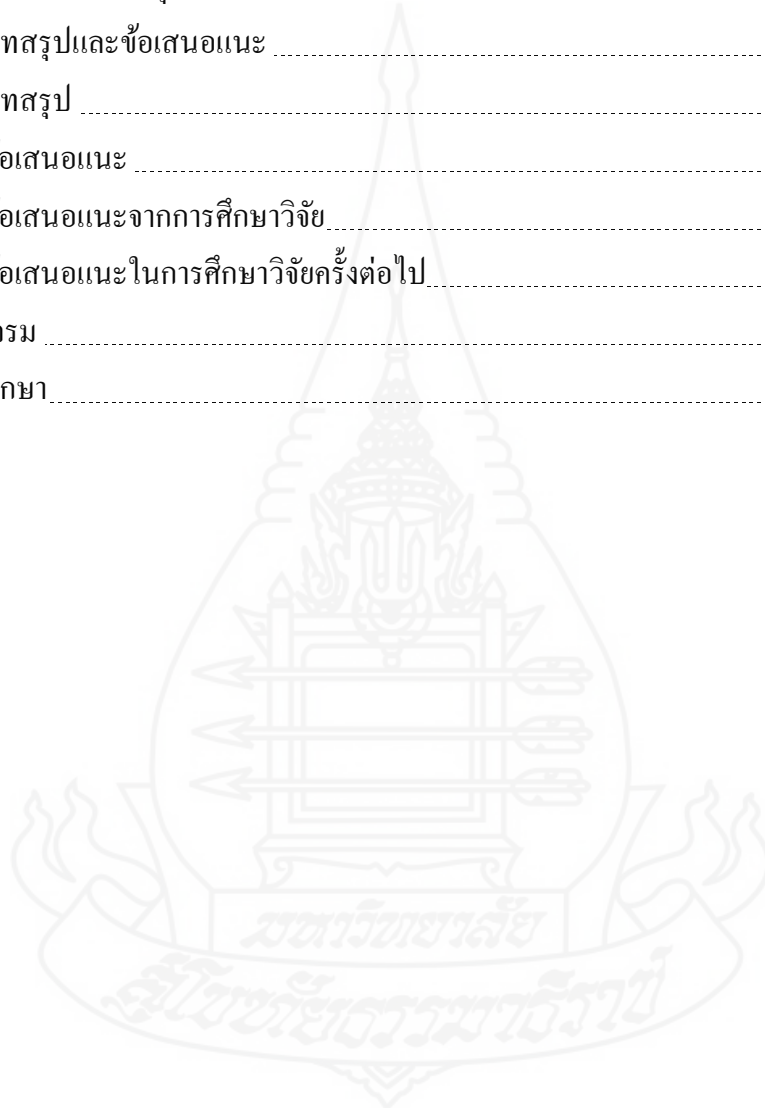 ทสรุปและข้อเสนอแนะ
ทสรุป
อเสนอแนะ
อเสนอแนะจากการศึกษาวิจัย
อเสนอแนะในการศึกษาวิจัยครั้งต่อไป
รม
กษา
มหาวิทยาลัย
สุโขทัยธรรมาธิราช